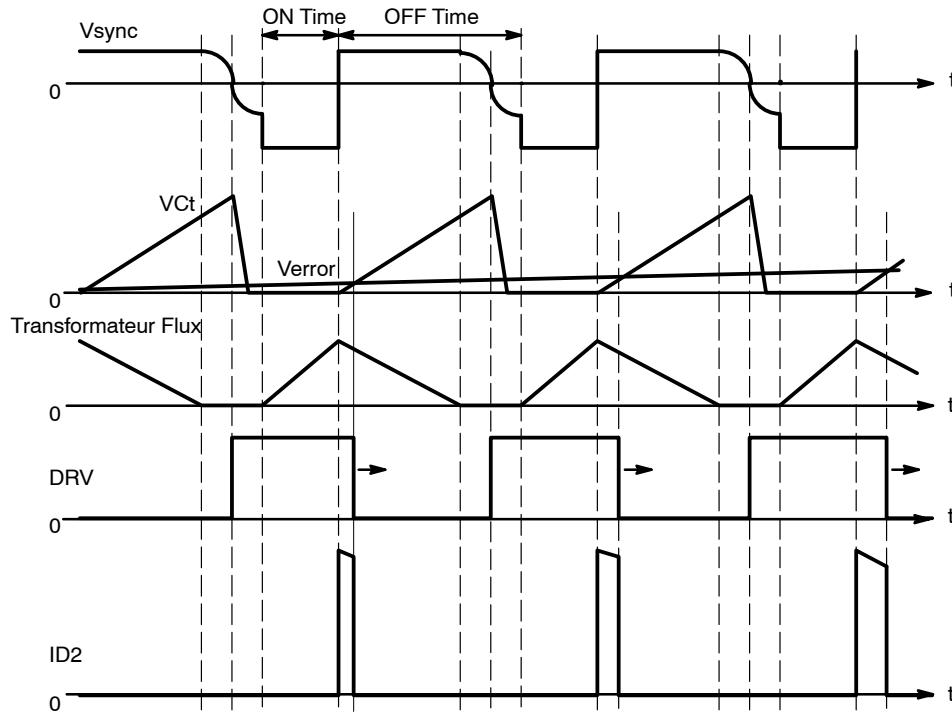 ON Time
OFF Time
Vsync
t
0
VCt
Verror
t
0
Transformateur Flux
t
0
DRV
t
0
ID2
t
0